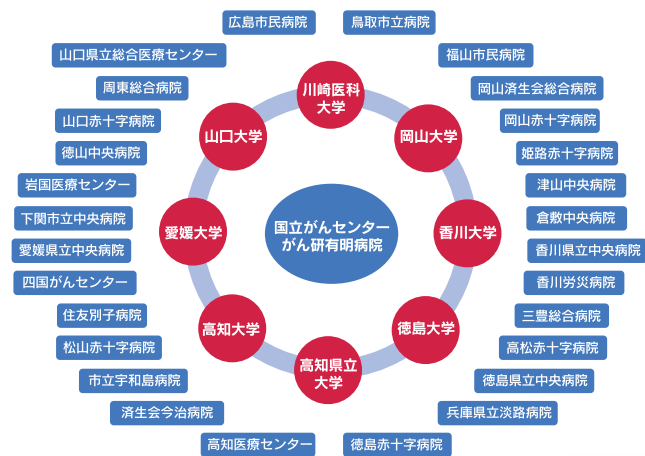 広島市民病院
鳥取市立病院
山口県立総合医療センター
福山市民病院
周東総合病院
川崎医科
大学
岡山済生会総合病院
山口赤十字病院
山口大学
岡山大学
岡山赤十字病院
徳山中央病院
姫路赤十字病院
岩国医療センター
津山中央病院
下関市立中央病院
愛媛大学
国立がんセンター
がん研有明病院
香川大学
倉敷中央病院
愛媛県立中央病院
香川県立中央病院
四国がんセンター
香川労災病院
住友別子病院
高知大学
徳島大学
三豊総合病院
松山赤十字病院
高松赤十字病院
市立宇和島病院
高知県立
大学
徳島県立中央病院
済生会今治病院
兵庫県立淡路病院
高知医療センター
徳島赤十字病院